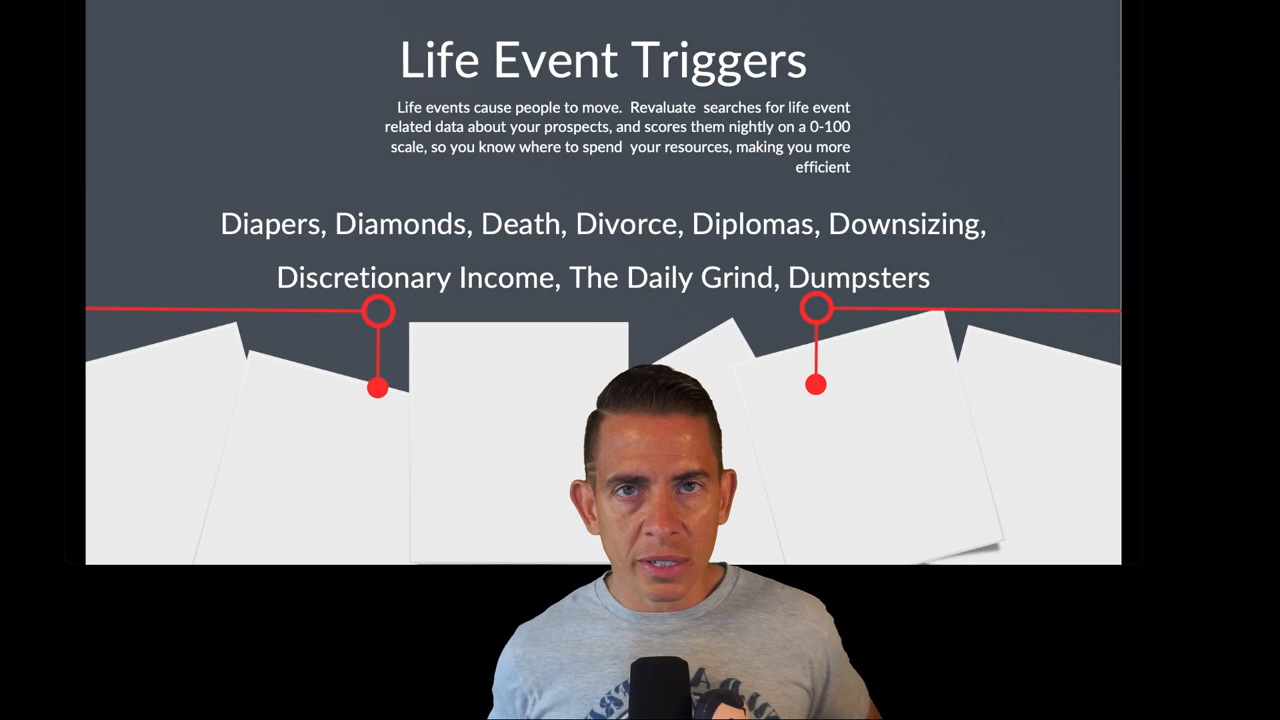 Life Event Triggers
Life events cause people to move. Revaluate searches for life event
related data about your prospects, and scores them nightly on a 0-100
scale, so you know where to spend your resources, making you more
efficient
Diapers, Diamonds, Death, Divorce, Diplomas, Downsizing,
Discretionary Income, The Daily Grind, Dumpsters